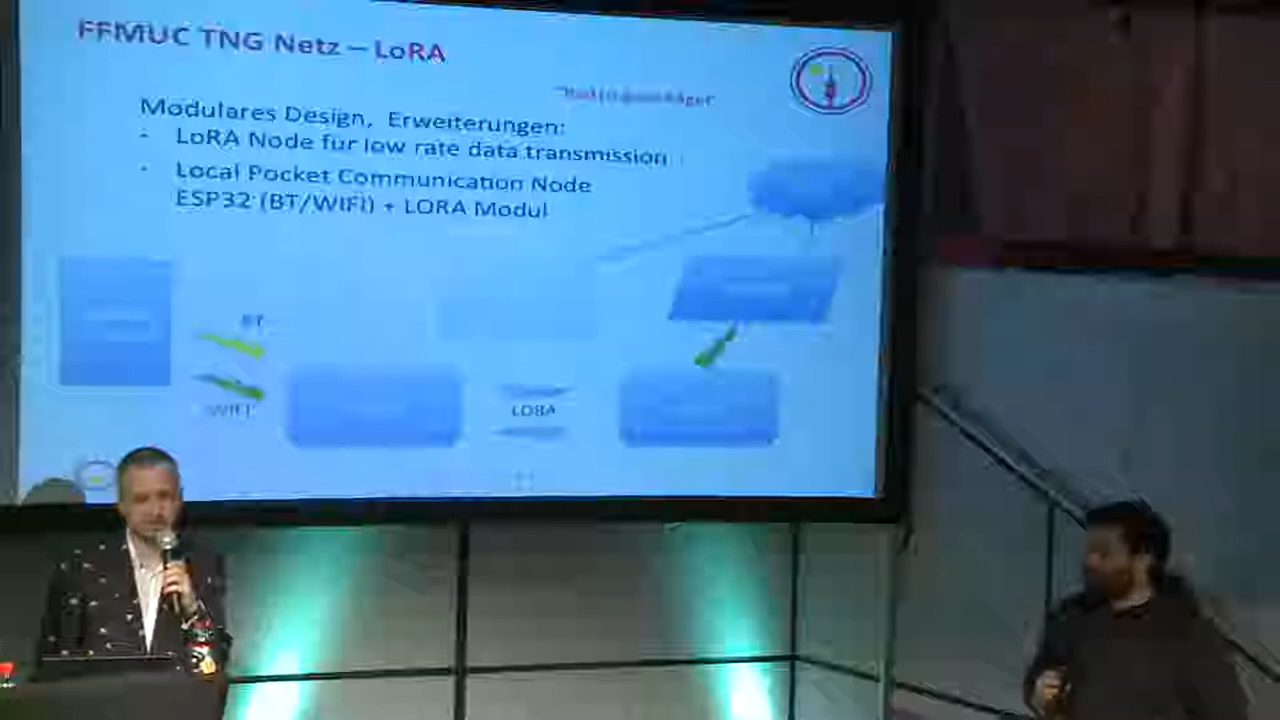 FFMUC TNG Netz – LoRA
Modulares Design, Erweiterungen:
- LoRA Node für low rate data transmission
- Local Pocket Communication Node
ESP32 (BT/WIFI) + LORA Modul
BT
WIFI
LORA